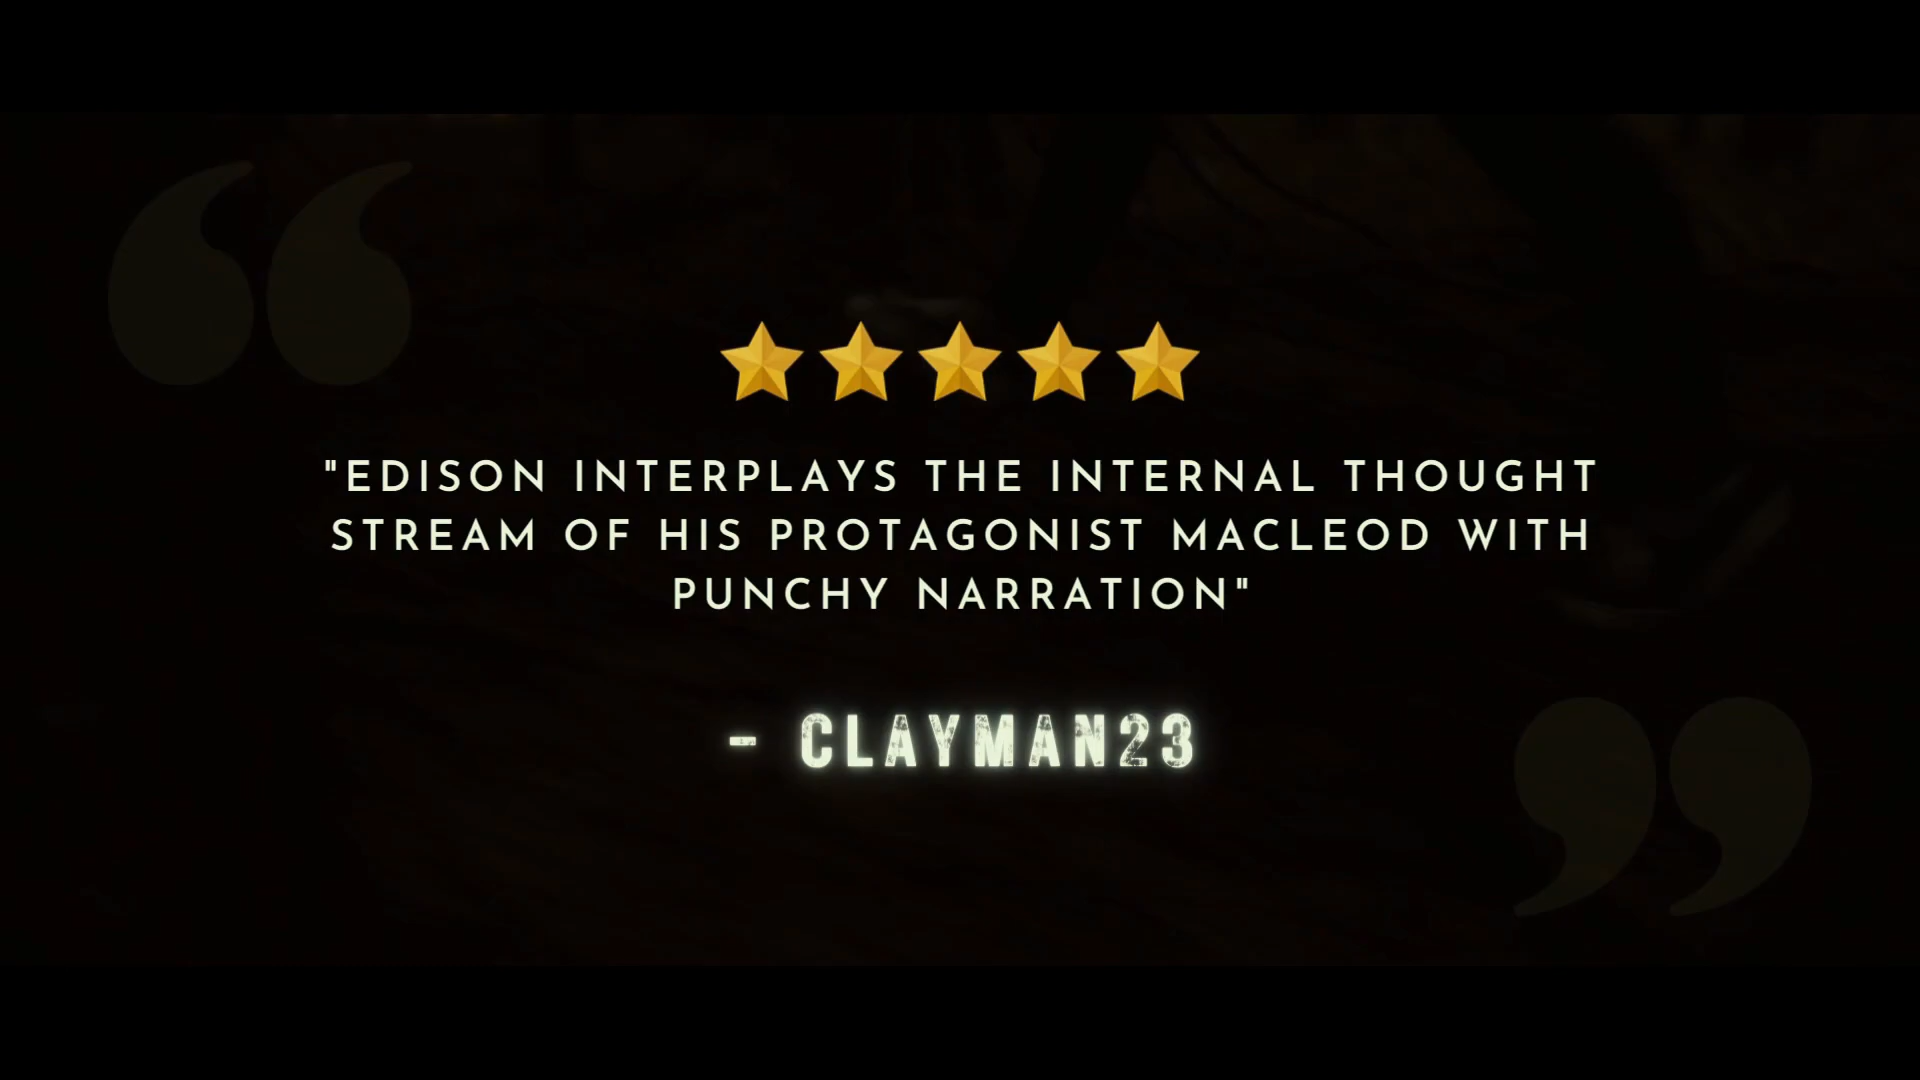 "EDISON INTERPLAYS THE INTERNAL THOUGHT
STREAM OF HIS PROTAGONIST MACLEOD WITH
PUNCHY NARRATION"
- CLAYMAN23